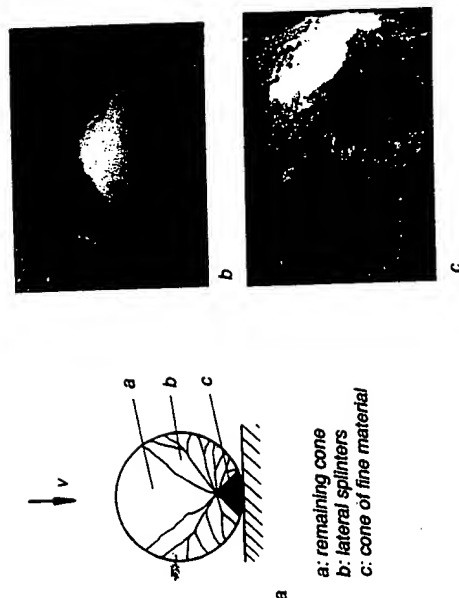 v
a
b
c
a
a: remaining cone
b: lateral splinters
c: cone of fine material
b
c